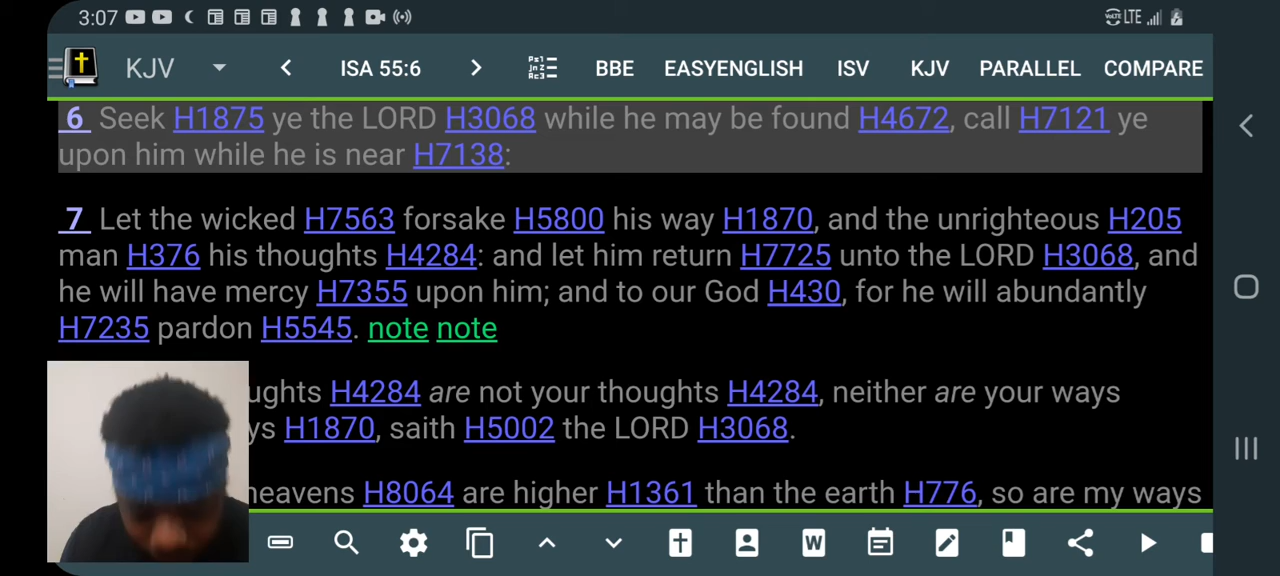 3:07 LTE
KJV ISA 55:6 BBE EASYENGLISH ISV KJV PARALLEL COMPARE
6 Seek H1875 ye the LORD H3068 while he may be found H4672, call H7121 ye
upon him while he is near H7138:
7 Let the wicked H7563 forsake H5800 his way H1870, and the unrighteous H205
man H376 his thoughts H4284: and let him return H7725 unto the LORD H3068, and
he will have mercy H7355 upon him; and to our God H430, for he will abundantly
H7235 pardon H5545. note note
ughts H4284 are not your thoughts H4284, neither are your ways
ys H1870, saith H5002 the LORD H3068.
heavens H8064 are higher H1361 than the earth H776, so are my ways
W